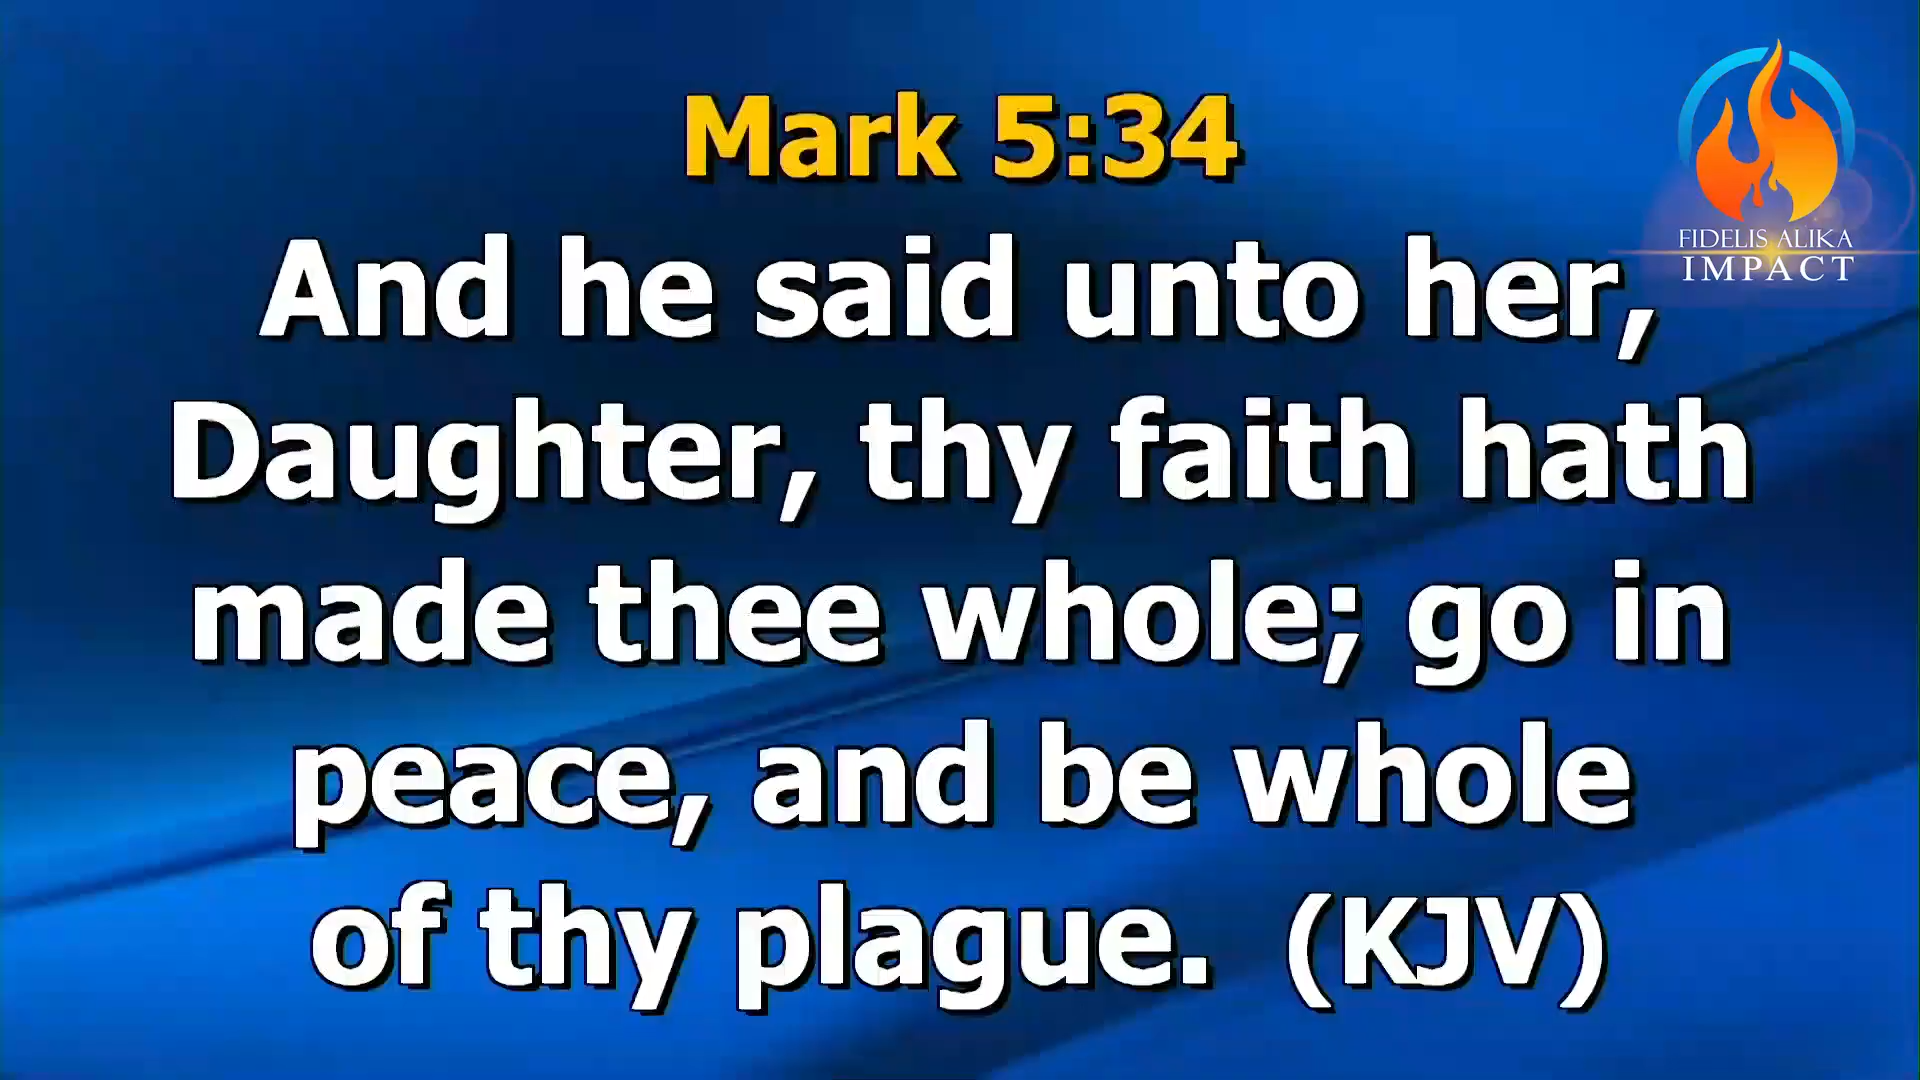 Mark 5:34
And he said unto her,
Daughter, thy faith hath
made thee whole; go in
peace, and be whole
of thy plague. (KJV)
FIDELIS ALIKA
IMPACT